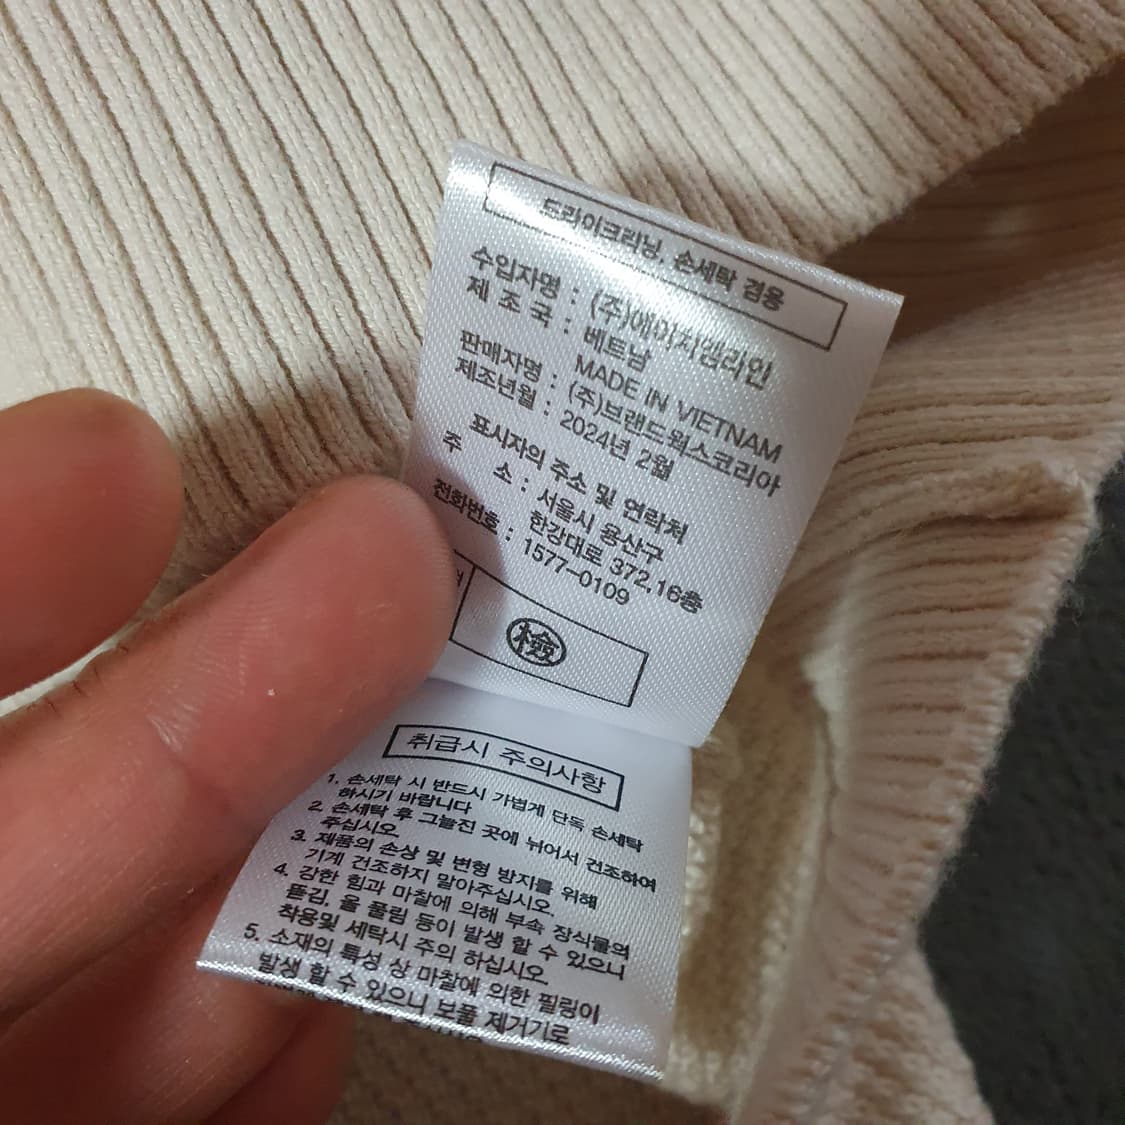 드라이크리닝, 손세탁 겸용
수입자명 : (주)에이지엠라인
제 조 국 : 베트남
MADE IN VIETNAM
판매자명 : (주)브랜드웍스코리아
제조년월 : 2024년 2월
표시자의 주소 및 연락처
주 소 : 서울시 용산구
한강대로 372,16층
전화번호 : 1577-0109
檢
취급시 주의사항
1. 손세탁 시 반드시 가볍게 단독 손세탁
하시기 바랍니다
2. 손세탁 후 그늘진 곳에 뉘어서 건조하여
주십시오.
3. 제품의 손상 및 변형 방지를 위해
기계 건조하지 말아주십시오.
4. 강한 힘과 마찰에 의해 부속 장식물의
뜯김, 올 풀림 등이 발생 할 수 있으니
착용및 세탁시 주의 하십시오.
5. 소재의 특성 상 마찰에 의한 필링이
발생 할 수 있으니 보풀 제거기로